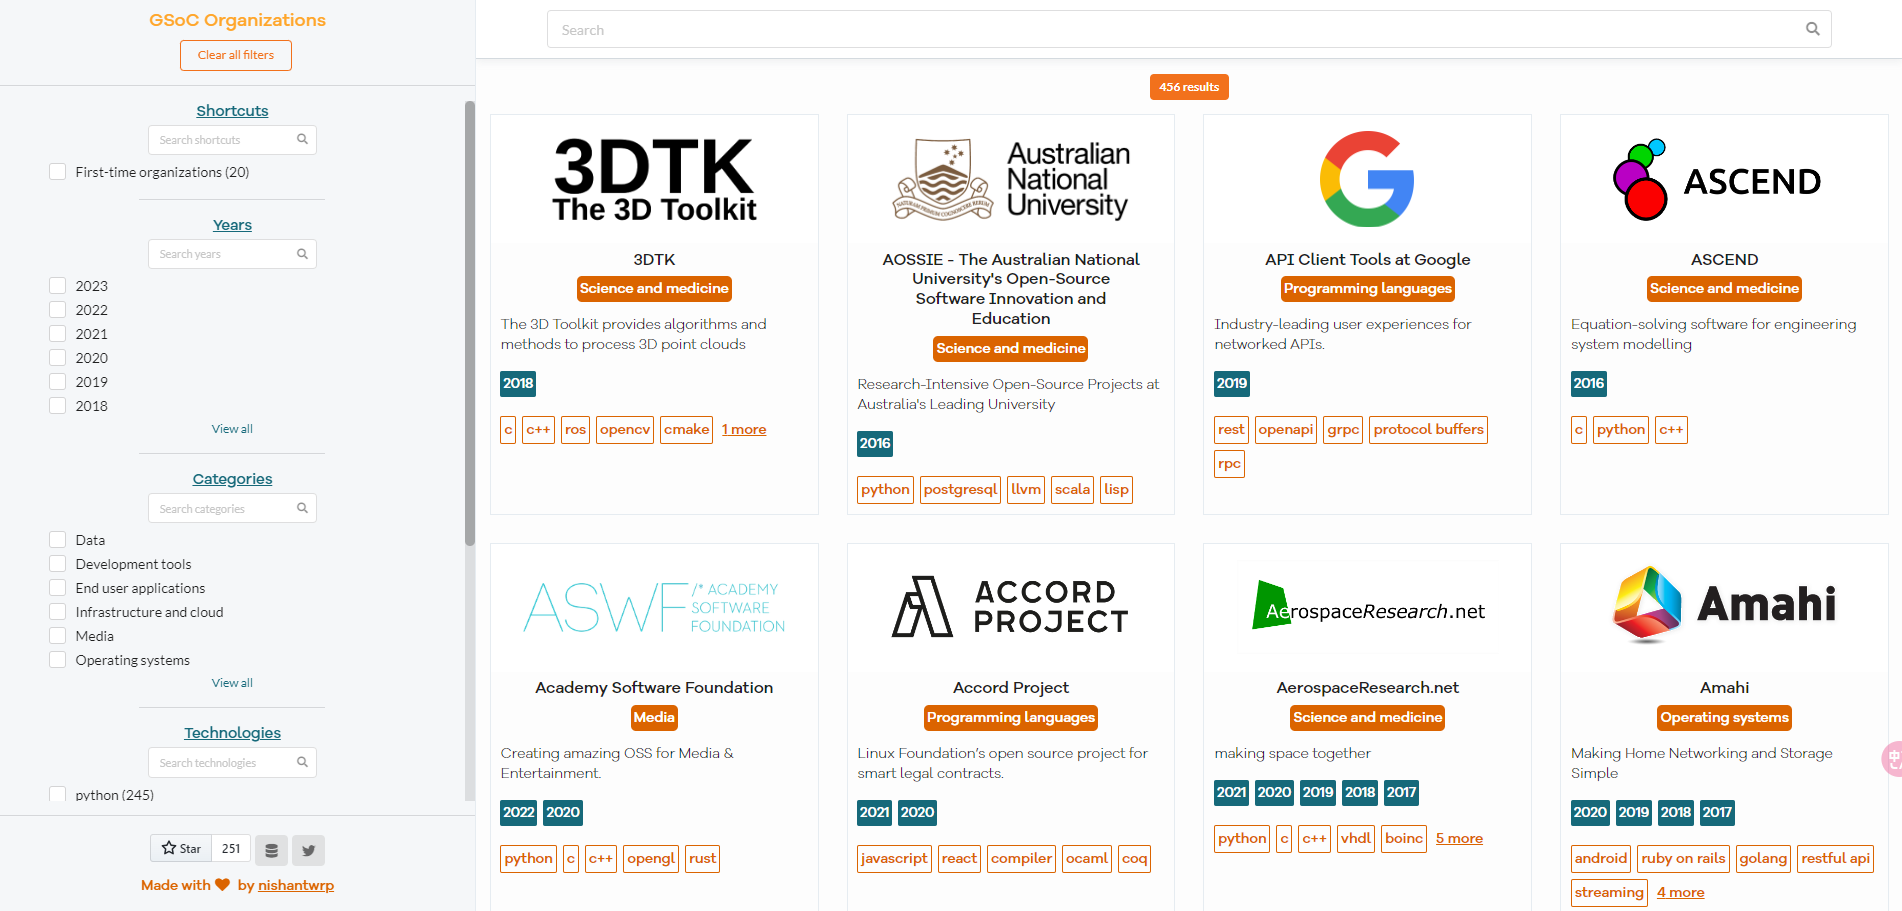 GSoC Organizations
Clear all filters
Shortcuts
Search shortcuts
First-time organizations (20)
Years
Search years
2023
2022
2021
2020
2019
2018
View all
Categories
Search categories
Data
Development tools
End user applications
Infrastructure and cloud
Media
Operating systems
View all
Technologies
Search technologies
python (245)
Star 251
Made with by nishantwrp
Search
456 results
3DTK
The 3D Toolkit
3DTK
Science and medicine
The 3D Toolkit provides algorithms and
methods to process 3D point clouds
2018
c c++ ros opencv cmake 1 more
Australian
National
University
AOSSIE - The Australian National
University's Open-Source
Software Innovation and
Education
Science and medicine
Research-Intensive Open-Source Projects at
Australia's Leading University
2016
python postgresql llvm scala lisp
API Client Tools at Google
Programming languages
Industry-leading user experiences for
networked APIs.
2019
rest openapi grpc protocol buffers
rpc
ASCEND
ASCEND
Science and medicine
Equation-solving software for engineering
system modelling
2016
c python c++
ASWF /* ACADEMY
SOFTWARE
FOUNDATION
Academy Software Foundation
Media
Creating amazing OSS for Media &
Entertainment.
2022 2020
python c c++ opengl rust
ACCORD
PROJECT
Accord Project
Programming languages
Linux Foundation’s open source project for
smart legal contracts.
2021 2020
javascript react compiler ocaml coq
AerospaceResearch.net
AerospaceResearch.net
Science and medicine
making space together
2021 2020 2019 2018 2017
python c c++ vhdl boinc 5 more
Amahi
Amahi
Operating systems
Making Home Networking and Storage
Simple
2020 2019 2018 2017
android ruby on rails golang restful api
streaming 4 more